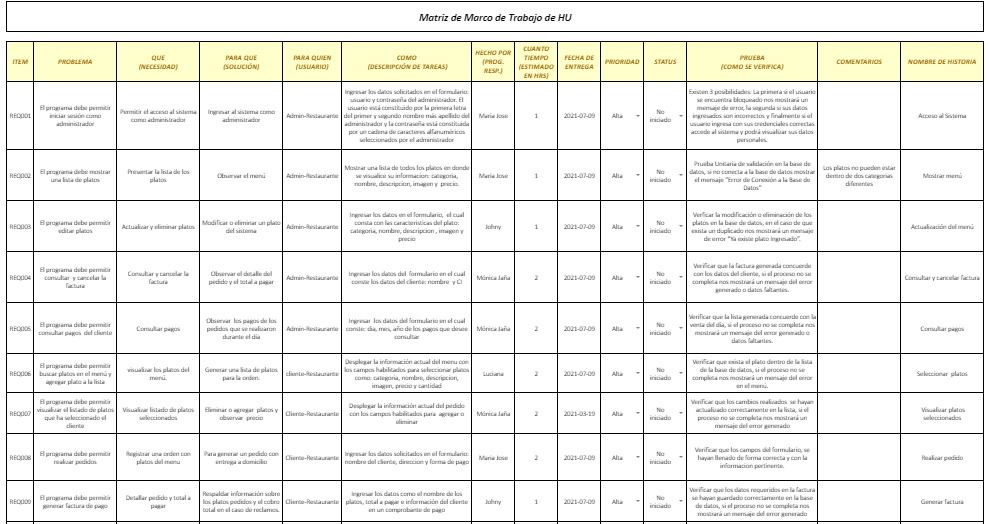 Matriz de Marco de Trabajo de HU
ITEM
PROBLEMA
QUE
(NECESIDAD)
PARA QUE
(SOLUCIÓN)
PARA QUIEN
(USUARIO)
COMO
(DESCRIPCIÓN DE TAREAS)
HECHO POR
(PROG.
RESP.)
CUANTO
TIEMPO
(ESTIMADO
EN HRS)
FECHA DE
ENTREGA
PRIORIDAD
STATUS
PRUEBA
(COMO SE VERIFICA)
COMENTARIOS
NOMBRE DE HISTORIA
REQ001
El programa debe permitir
iniciar sesión como
administrador
Permitir el acceso al sistema
como administrador
Ingresar al sistema como
administrador
Admin-Restaurante
Ingresar los datos solicitados en el formulario:
usuario y contraseña del administrador. El
usuario está constituido por la primera letra
del primer y segundo nombre más apellido del
administrador y la contraseña está constituida
por un cadena de caracteres alfanuméricos
seleccionados por el administrador
Maria Jose
1
2021-07-09
Alta
No
iniciado
Existen 3 posibilidades: La primera si el usuario
se encuentra bloqueado nos mostrará un
mensaje de error, la segunda si sus datos
ingresados son incorrectos y finalmente si el
usuario ingresa con sus credenciales correctas
accede al sistema y podrá visualizar sus datos
personales.
Acceso al Sistema
REQ002
El programa debe mostrar
una lista de platos
Presentar la lista de los
platos
Observar el menú
Admin-Restaurante
Mostrar una lista de todos los platos en donde
se visualice su informacion: categoria,
nombre, descripcion, imagen y precio.
Maria Jose
1
2021-07-09
Alta
No
iniciado
Prueba Unitaria de validación en la base de
datos, si no conecta a la base de datos mostrar
el mensaje "Error de Conexión a la Base de
Datos"
Los platos no pueden estar
dentro de dos categorias
diferentes
Mostrar menú
REQ003
El programa debe permitir
editar platos
Actualizar y eliminar platos
Modificar o eliminar un plato
del sistema
Admin-Restaurante
Ingresar los datos en el formulario, el cual
consta con las caracteristicas del plato:
categoria, nombre, descripcion , imagen y
precio
Johny
1
2021-07-09
Alta
No
iniciado
Verficar la modificación o eliminación de los
platos en la base de datos, en el caso de que
exista un duplicado nos mostrará un mensaje
de error "Ya existe plato Ingresado".
Actualización del menú
REQ004
El programa debe permitir
consultar y cancelar la
factura
Consultar y cancelar la
factura
Observar el detalle del
pedido y el total a pagar
Admin-Restaurante
Ingresar los datos del formulario en el cual
conste los datos del cliente: nombre y CI
Mónica Jaña
2
2021-07-09
Alta
No
iniciado
Verificar que la factura generada concuerde
con los datos del cliente, si el proceso no se
completa nos mostrará un mensaje del error
generado o datos faltantes.
Consultar y cancelar factura
REQ005
El programa debe permitir
consultar pagos del cliente
Consultar pagos
Observar los pagos de los
pedidos que se realizaron
durante el día
Admin-Restaurante
Ingresar los datos del formulario en el cual
conste: dia, mes, año de los pagos que desee
consultar
Mónica Jaña
2
2021-07-09
Alta
No
iniciado
Verificar que la lista generada concuerde con la
venta del día, si el proceso no se completa nos
mostrará un mensaje del error generado o
datos faltantes.
Consultar pagos
REQ006
El programa debe permitir
buscar platos en el menú y
agregar plato a la lista
visualizar los platos del
menú.
Generar una lista de platos
para la orden.
cliente-Restaurante
Desplegar la información actual del menu con
los campos habilitados para seleccionar platos
como: categoria, nombre, descripcion,
imagen, precio y cantidad
Luciana
2
2021-07-09
Alta
No
iniciado
Verificar que exista el plato dentro de la lista
de la base de datos, si el proceso no se
completa nos mostrará un mensaje del error
en el menú.
Seleccionar platos
REQ007
El programa debe permitir
visualizar el listado de platos
que ha seleccionado el
cliente
Visualizar listado de platos
seleccionados
Eliminar o agregar platos y
observar precio
Cliente-Restaurante
Desplegar la información actual del pedido
con los campos habilitados para agregar o
eliminar
Mónica Jaña
2
2021-03-19
Alta
No
iniciado
Verificar que los cambios realizados se hayan
actualizado correctamente en la lista, si el
proceso no se completa nos mostrará un
mensaje del error generado
Visualizar platos
seleccionados
REQ008
El programa debe permitir
realizar pedidos
Registrar una orden con
platos del menu
Para generar un pedido con
entrega a domicilio
Cliente-Restaurante
Ingresar los datos solicitados en el formulario:
nombre del cliente, direccion y forma de pago
Maria Jose
2
2021-07-09
Alta
No
iniciado
Verificar que los campos del formulario, se
hayan llenado de forma correcta y con la
informacion pertinente.
Realizar pedido
REQ009
El programa debe permitir
generar factura de pago
Detallar pedido y total a
pagar
Respaldar información sobre
los platos pedidos y el cobro
total en el caso de reclamos.
Cliente-Restaurante
Ingresar los datos como el nombre de los
platos, total a pagar e información del cliente
en un comprobante de pago
Johny
1
2021-07-09
Alta
No
iniciado
Verificar que los datos requeridos en la factura
se hayan guardado correctamente en la base
de datos, si el proceso no se completa nos
mostrará un mensaje del error generado
Generar factura